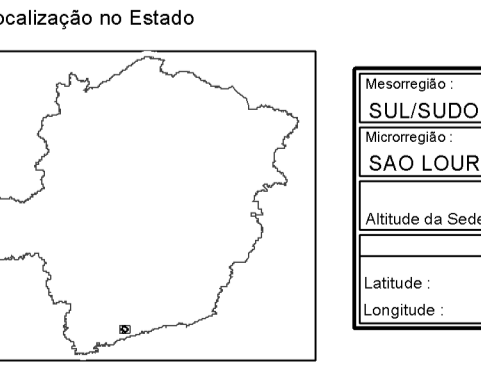 ocalização no Estado
Mesorregião :
SUL/SUDO
Microrregião :
SAO LOUR
Altitude da Sede
Latitude :
Longitude :